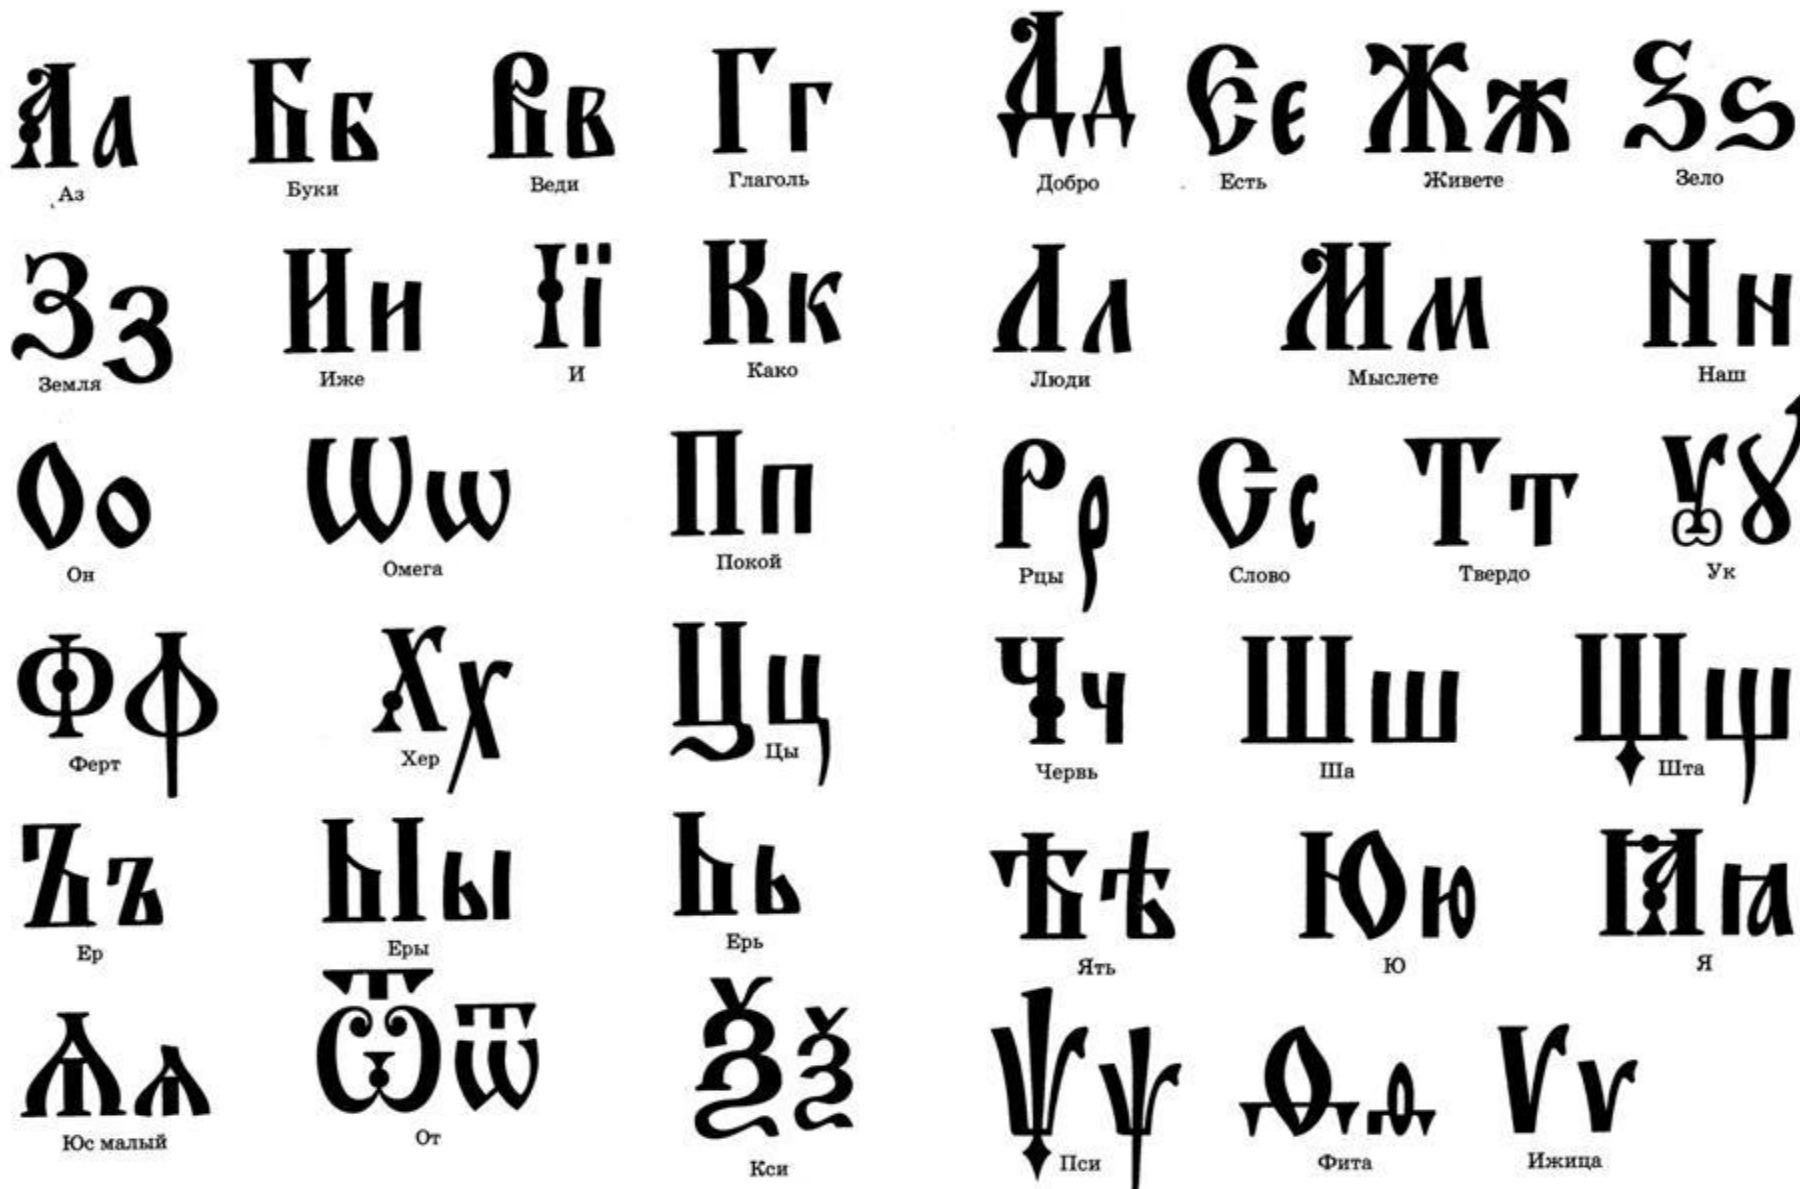 Аа Бб Вв Гг Дд Єє Жж Ѕѕ
Аз Буки Веди Глаголь Добро Есть Живете Зело
Зз Ии Її Кк Лл Мм Нн
Земля Иже И Како Люди Мыслете Наш
Оо Ѡѡ Пп Рр Сс Тт Ѹꙋ
Он Омега Покой Рцы Слово Твердо Ук
Фф Хх Цц Чч Шш Щщ
Ферт Хер Цы Червь Ша Шта
Ъъ Ыы Ьь Ѣѣ Юю Ꙗꙗ
Ер Еры Ерь Ять Ю Я
Ѧѧ Ѿѿ Ѯѯ Ѱѱ Ѳѳ Ѵѵ
Юс малый От Кси Пси Фита Ижица